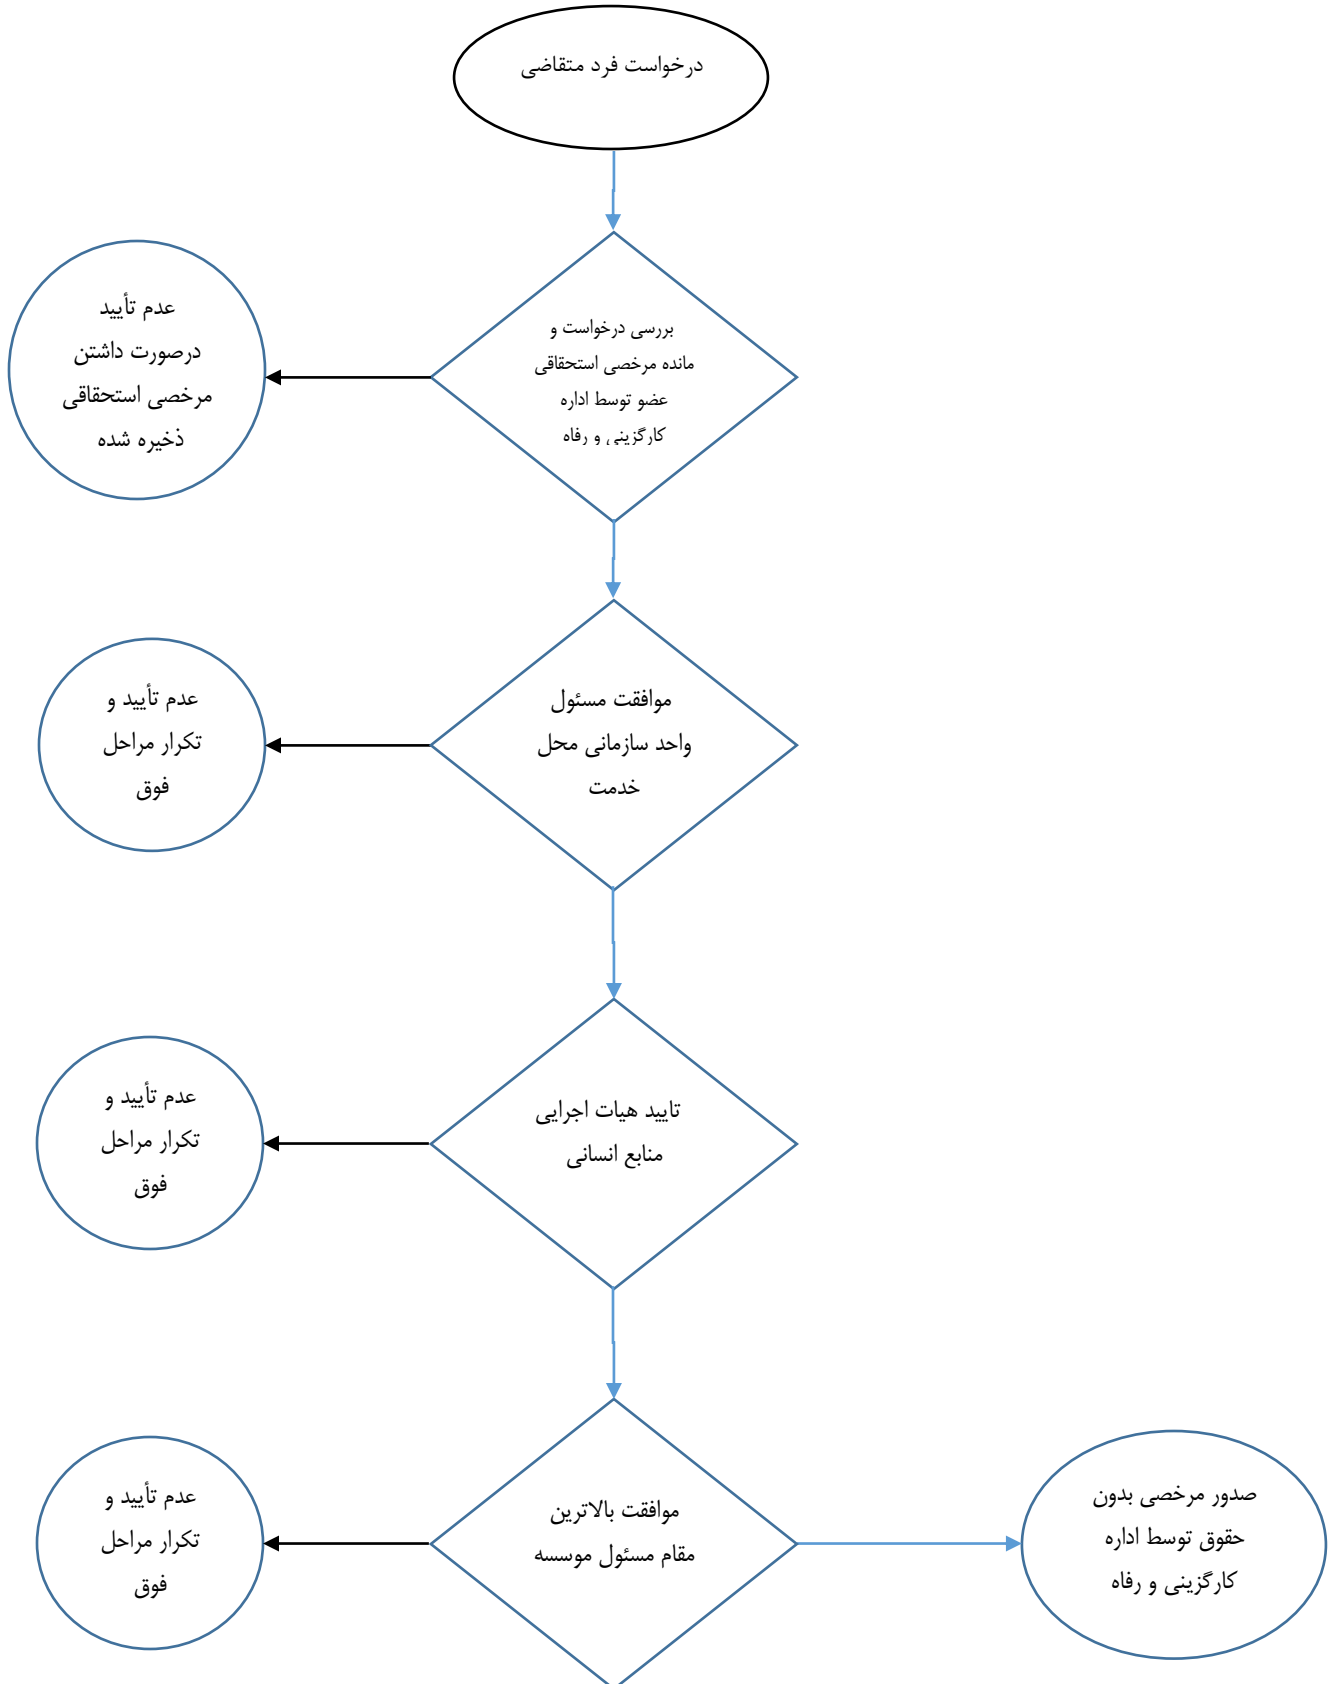 درخواست فرد متقاضی
بررسی درخواست و
مانده مرخصی استحقاقی
عضو توسط اداره
کارگزینی و رفاه
عدم تأیید
درصورت داشتن
مرخصی استحقاقی
ذخیره شده
موافقت مسئول
واحد سازمانی محل
خدمت
عدم تأیید و
تکرار مراحل
فوق
تایید هیات اجرایی
منابع انسانی
عدم تأیید و
تکرار مراحل
فوق
موافقت بالاترین
مقام مسئول موسسه
صدور مرخصی بدون
حقوق توسط اداره
کارگزینی و رفاه
عدم تأیید و
تکرار مراحل
فوق